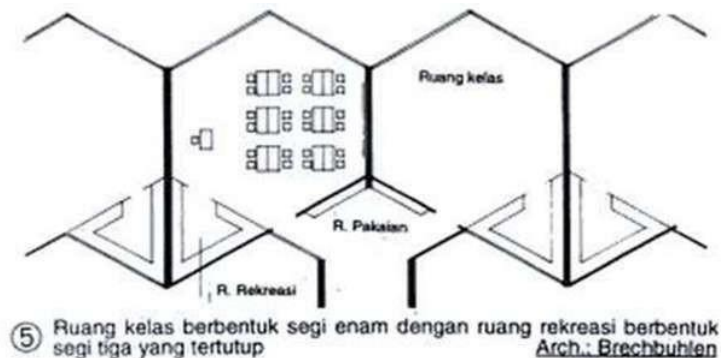 Ruang kelas
R. Pakaian
R. Rekreasi
5 Ruang kelas berbentuk segi enam dengan ruang rekreasi berbentuk
segi tiga yang tertutup Arch.: Brechbuhlen